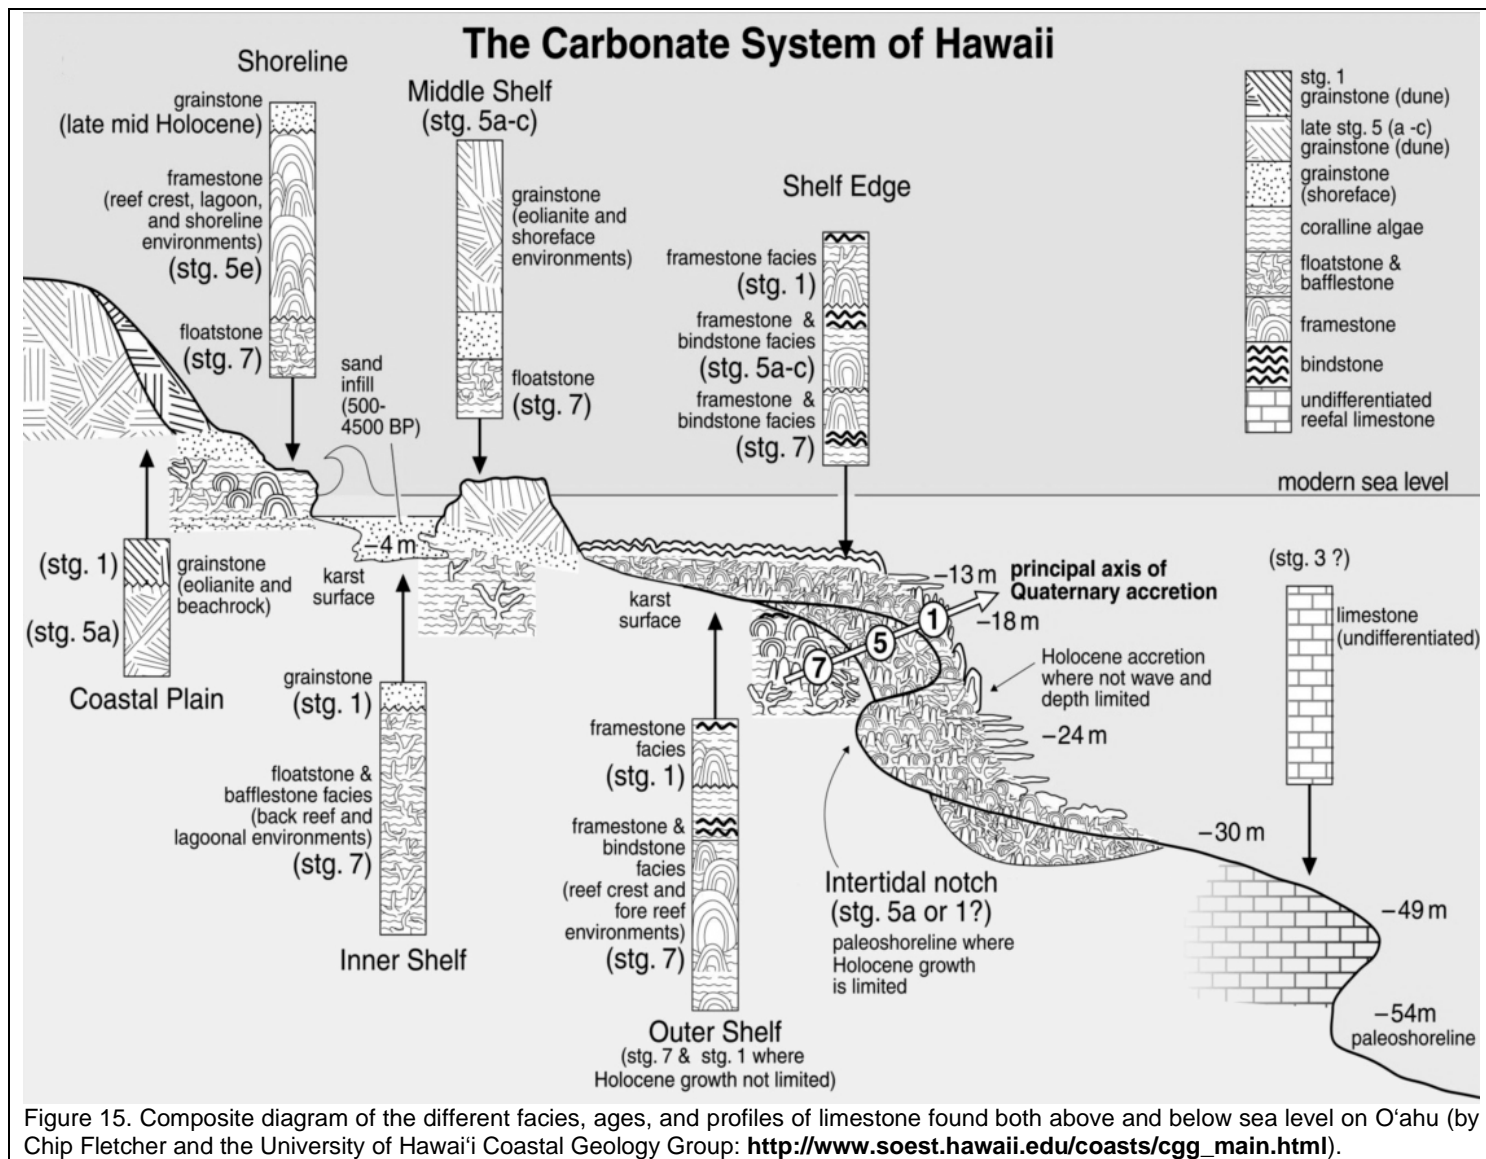 The Carbonate System of Hawaii
Shoreline
grainstone
(late mid Holocene)
framestone
(reef crest, lagoon,
and shoreline
environments)
(stg. 5e)
floatstone
(stg. 7)
Middle Shelf
(stg. 5a-c)
grainstone
(eolianite and
shoreface
environments)
floatstone
(stg. 7)
sand
infill
(500-
4500 BP)
Shelf Edge
framestone facies
(stg. 1)
framestone &
bindstone facies
(stg. 5a-c)
framestone &
bindstone facies
(stg. 7)
stg. 1
grainstone (dune)
late stg. 5 (a -c)
grainstone (dune)
grainstone
(shoreface)
coralline algae
floatstone &
bafflestone
framestone
bindstone
undifferentiated
reefal limestone
modern sea level
(stg. 1)
grainstone
(eolianite and
beachrock)
(stg. 5a)
Coastal Plain
–4 m
karst
surface
grainstone
(stg. 1)
floatstone &
bafflestone facies
(back reef and
lagoonal environments)
(stg. 7)
Inner Shelf
karst
surface
framestone
facies
(stg. 1)
framestone &
bindstone
facies
(reef crest and
fore reef
environments)
(stg. 7)
Outer Shelf
(stg. 7 & stg. 1 where
Holocene growth not limited)
7
5
1
–13 m
principal axis of
Quaternary accretion
–18 m
Holocene accretion
where not wave and
depth limited
–24 m
Intertidal notch
(stg. 5a or 1?)
paleoshoreline where
Holocene growth
is limited
(stg. 3 ?)
limestone
(undifferentiated)
–30 m
–49 m
–54m
paleoshoreline
Figure 15. Composite diagram of the different facies, ages, and profiles of limestone found both above and below sea level on O‘ahu (by
Chip Fletcher and the University of Hawai‘i Coastal Geology Group: http://www.soest.hawaii.edu/coasts/cgg_main.html).